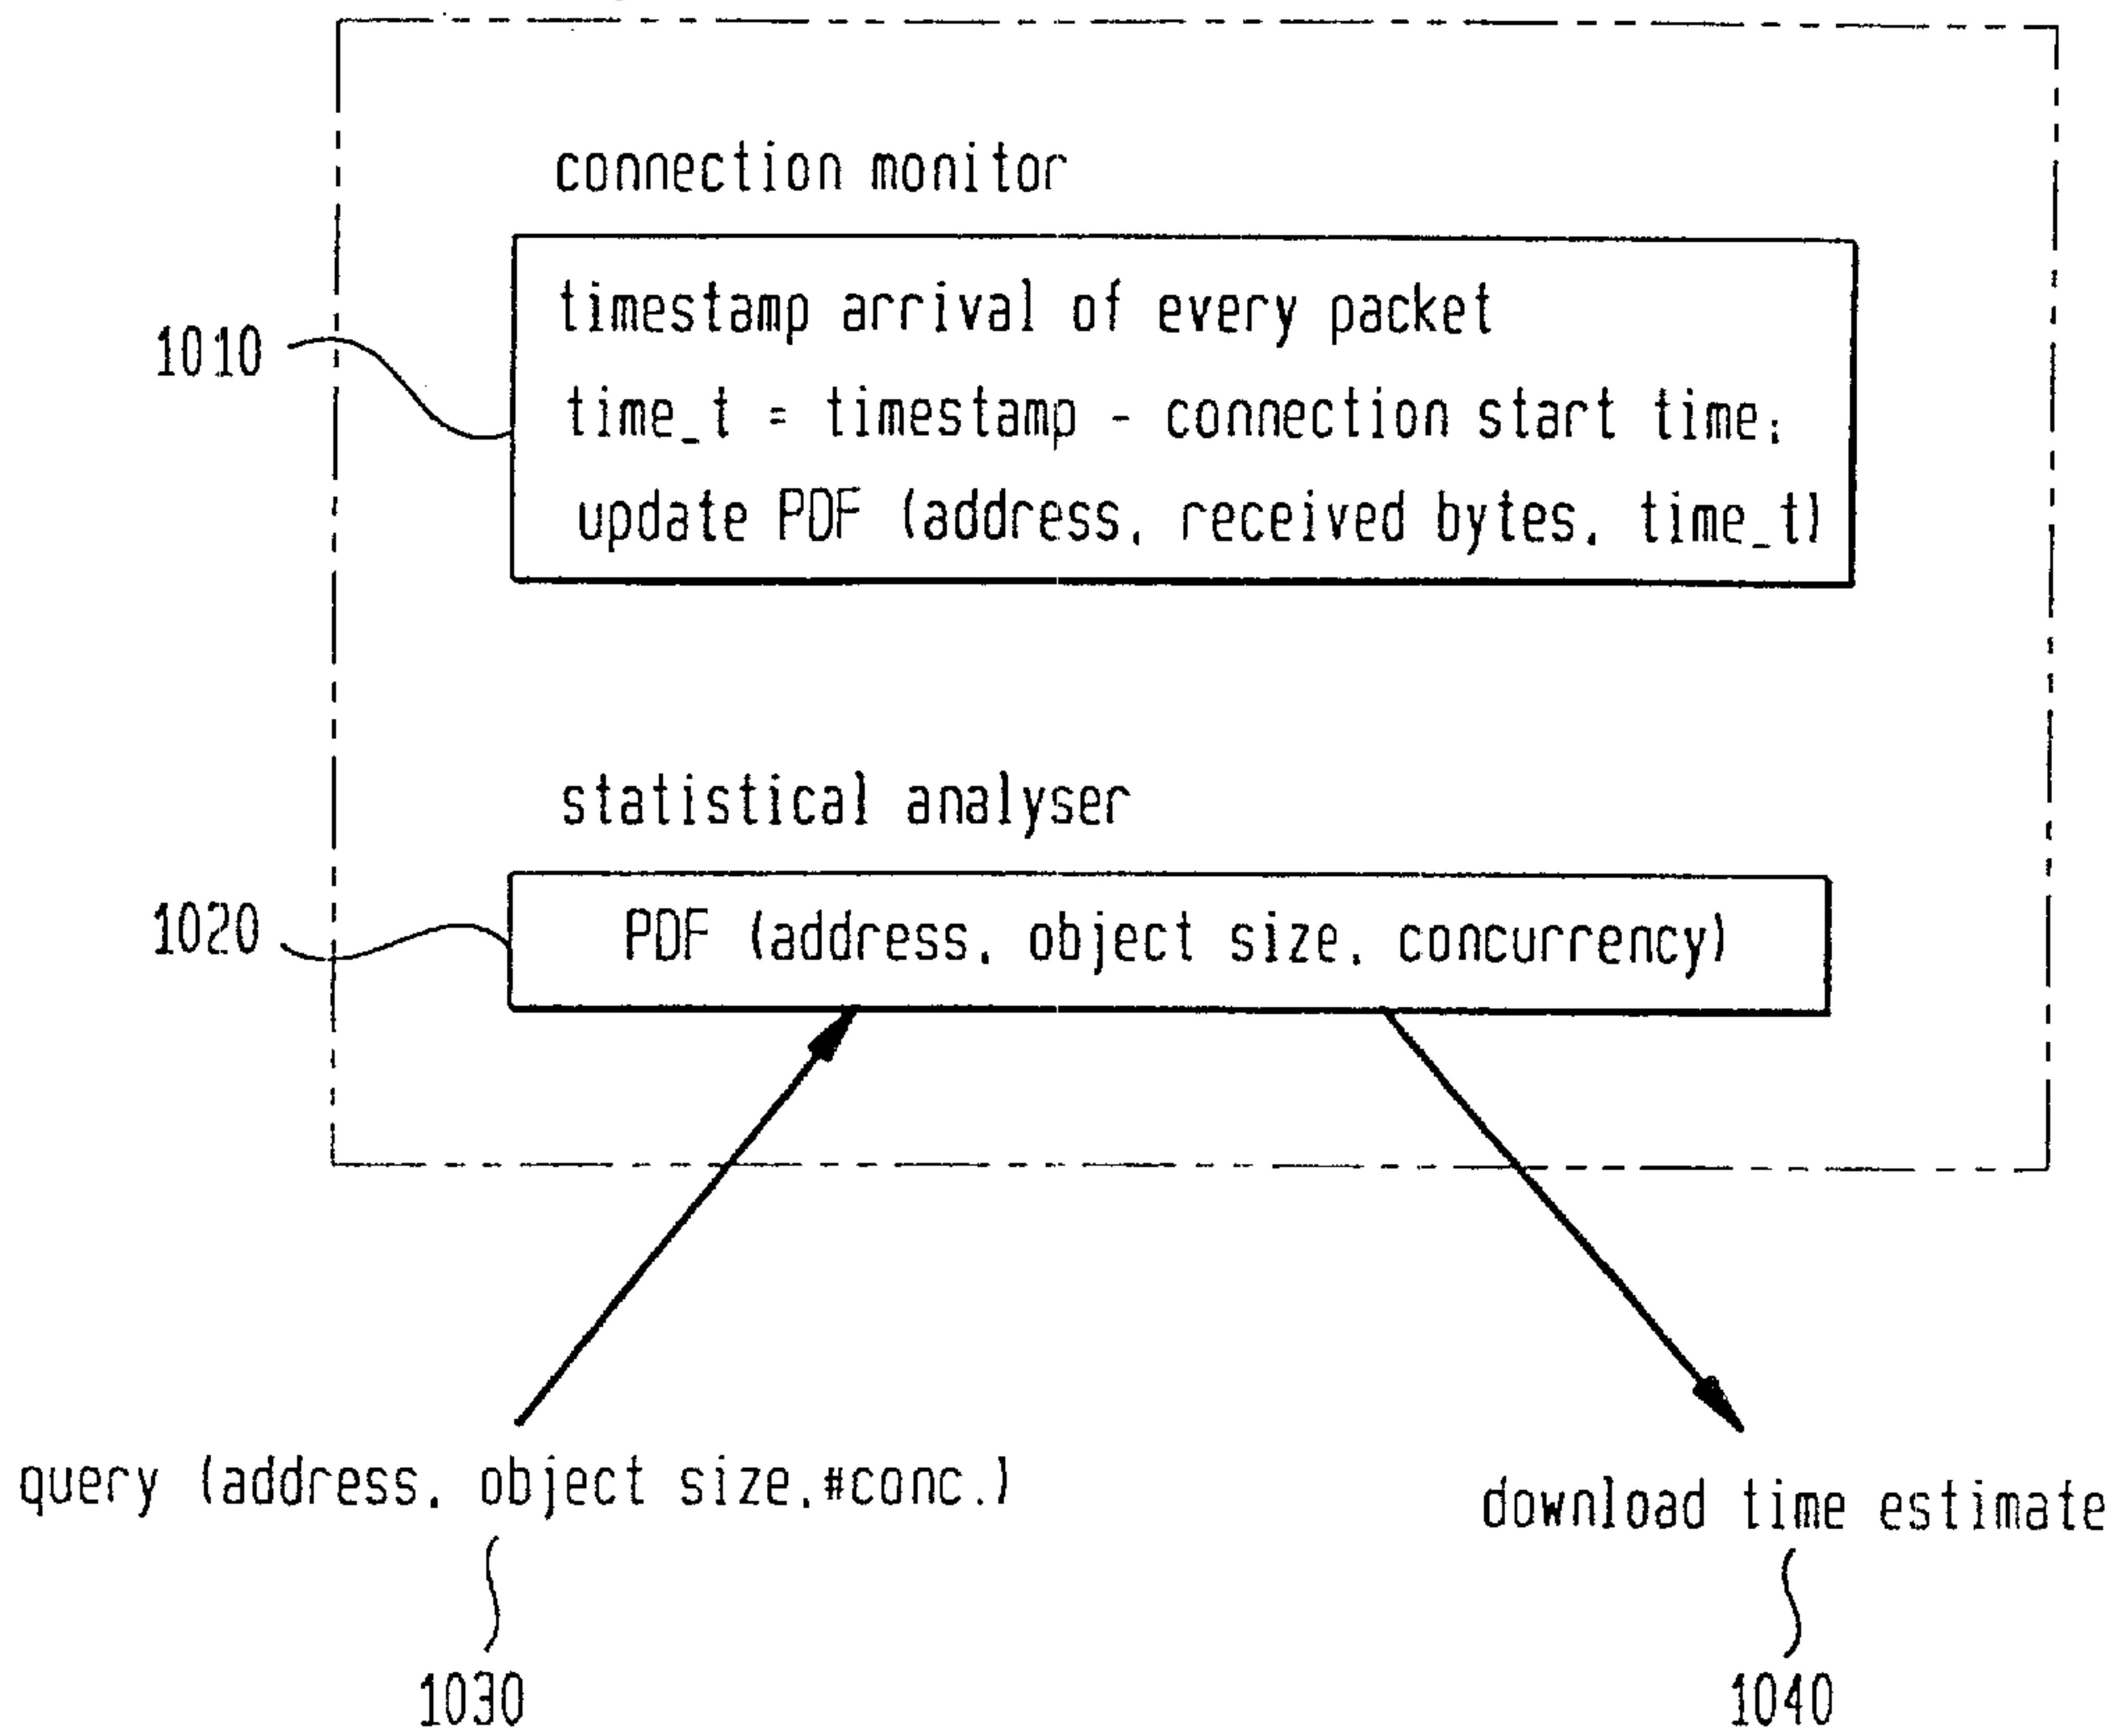 connection monitor
timestamp arrival of every packet
1010
time_t = timestamp - connection start time;
update PDF (address, received bytes, time_t)
statistical analyser
1020
PDF (address, object size, concurrency)
query (address, object size,#conc.)
download time estimate
1030
1040